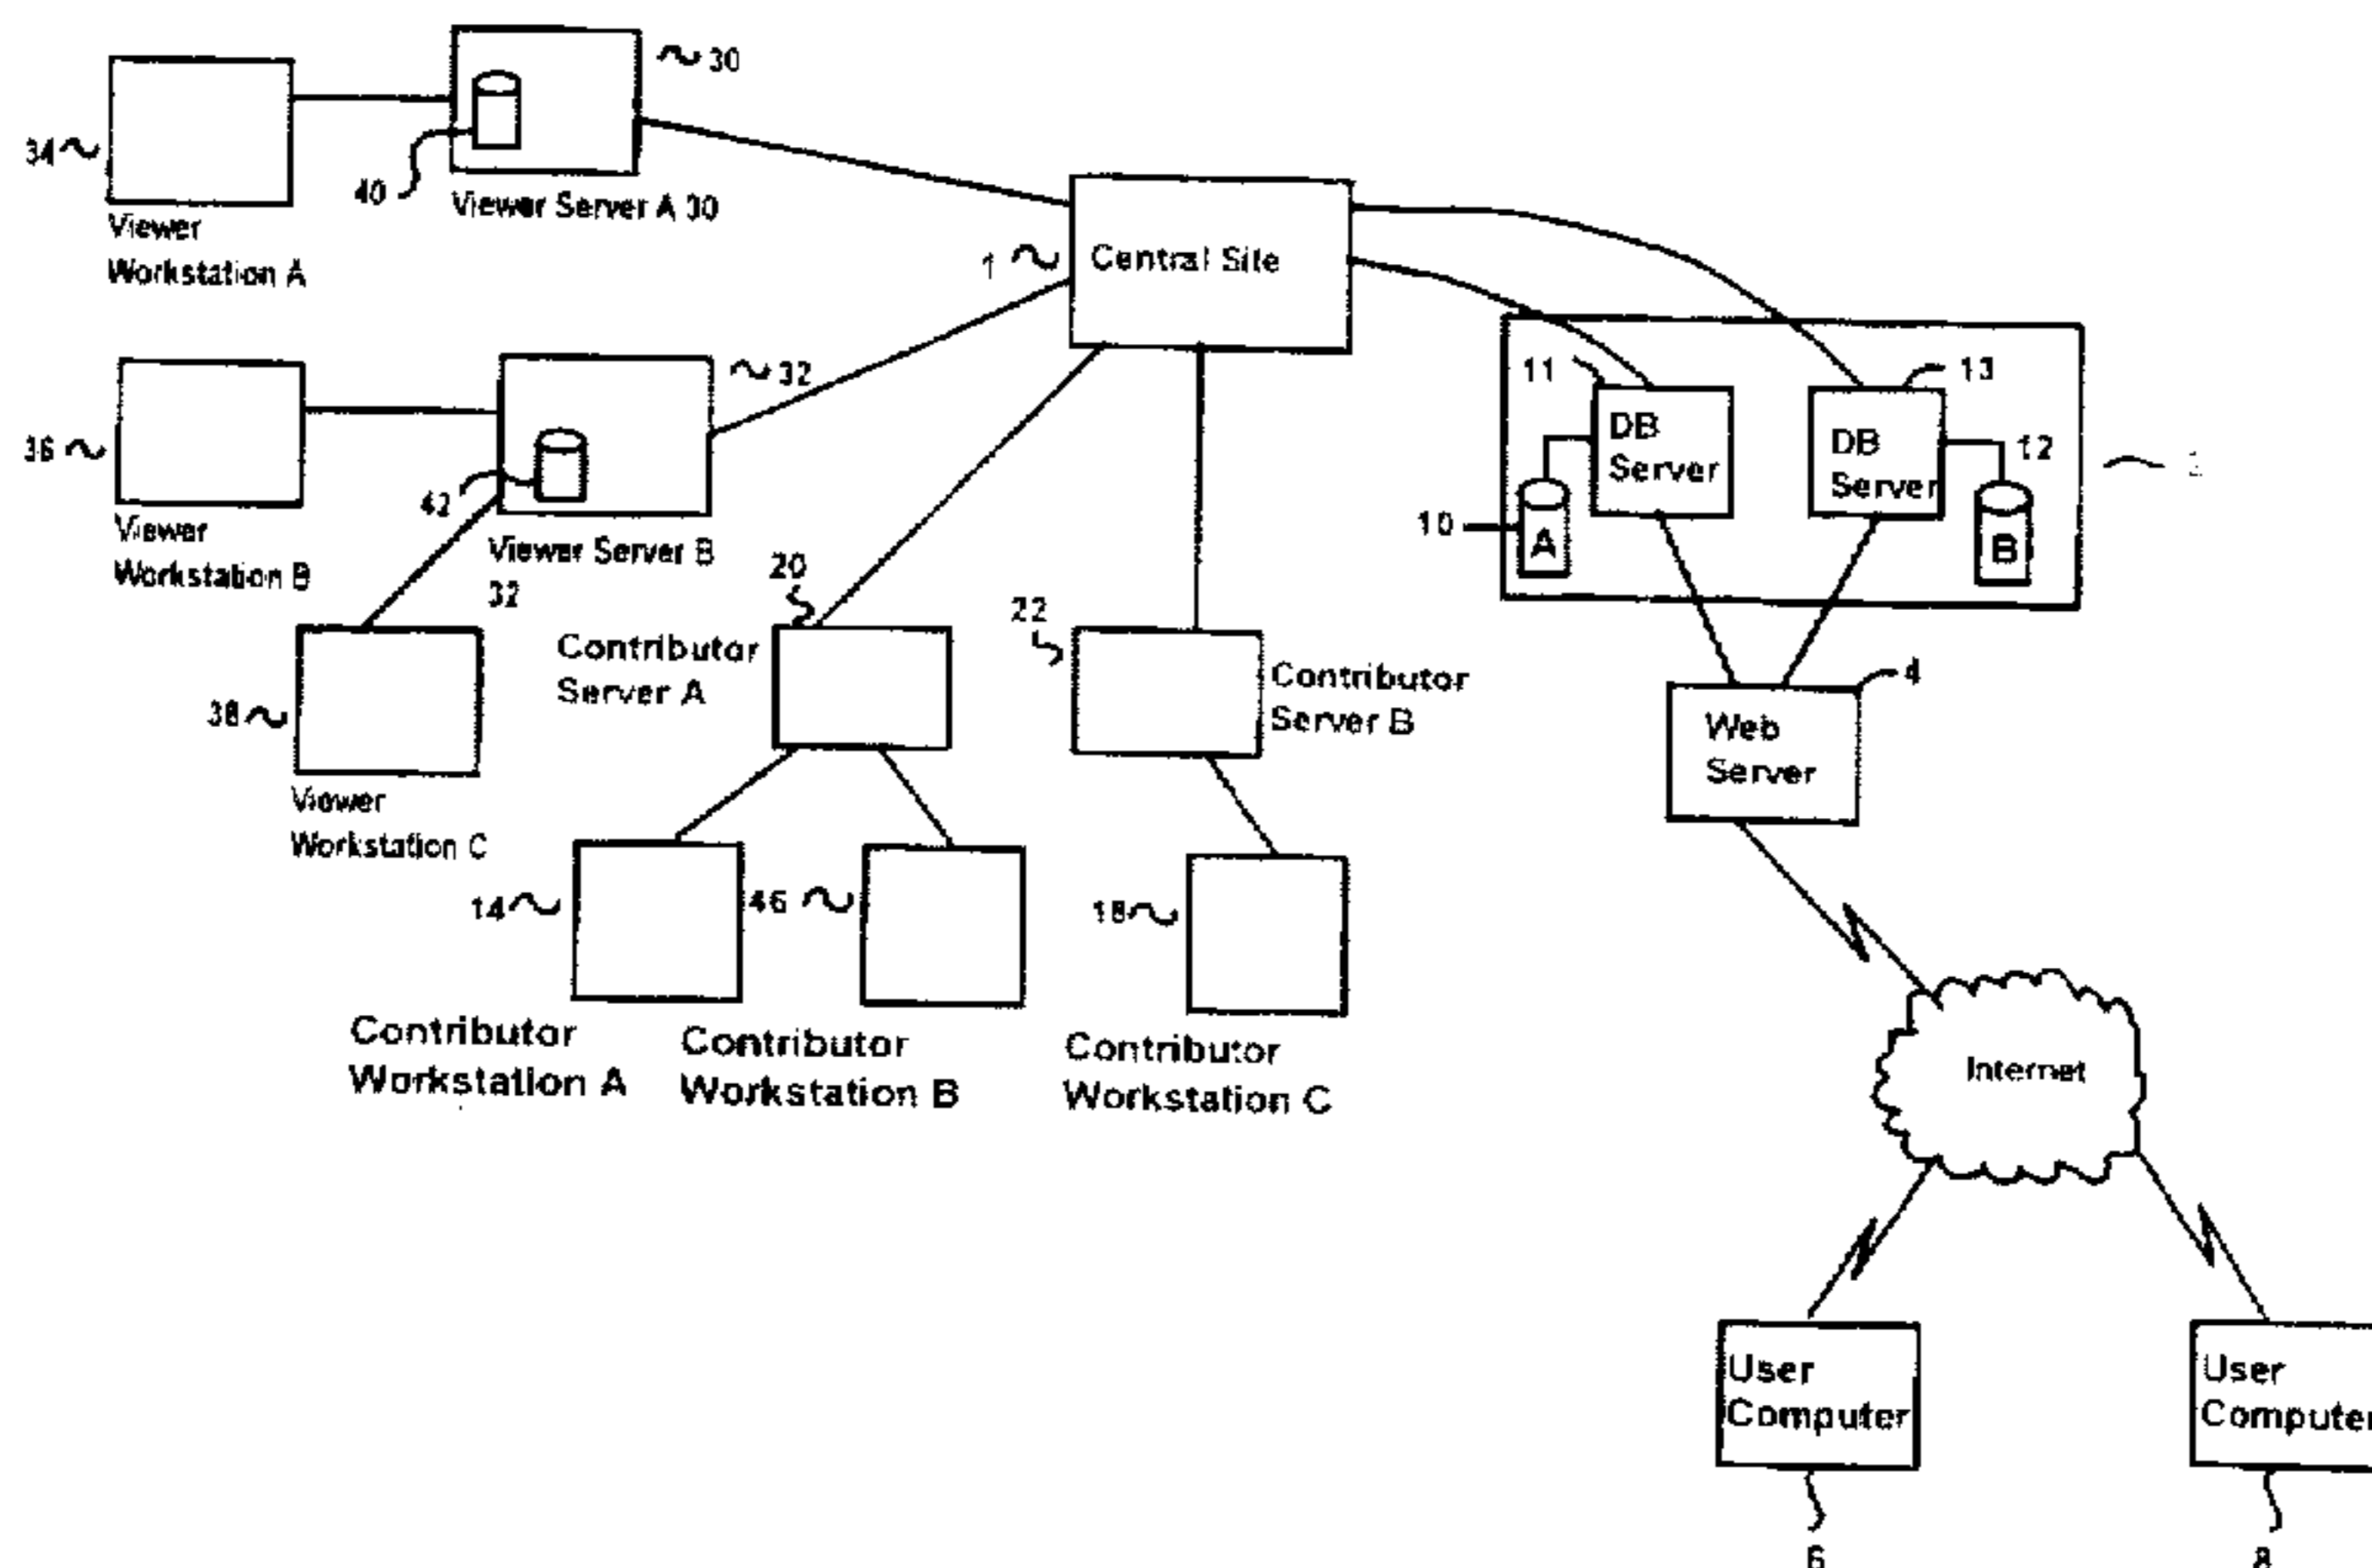 30
34
40
Viewer Server A 30
Viewer
Workstation A
1
Central Site
32
36
42
Viewer Server B
32
Viewer
Workstation B
11
13
DB
Server
DB
Server
12
10
A
B
20
22
Contributor
Server A
Contributor
Server B
4
Web
Server
38
Viewer
Workstation C
14
46
18
Contributor
Workstation A
Contributor
Workstation B
Contributor
Workstation C
Internet
User
Computer
User
Computer
6
8